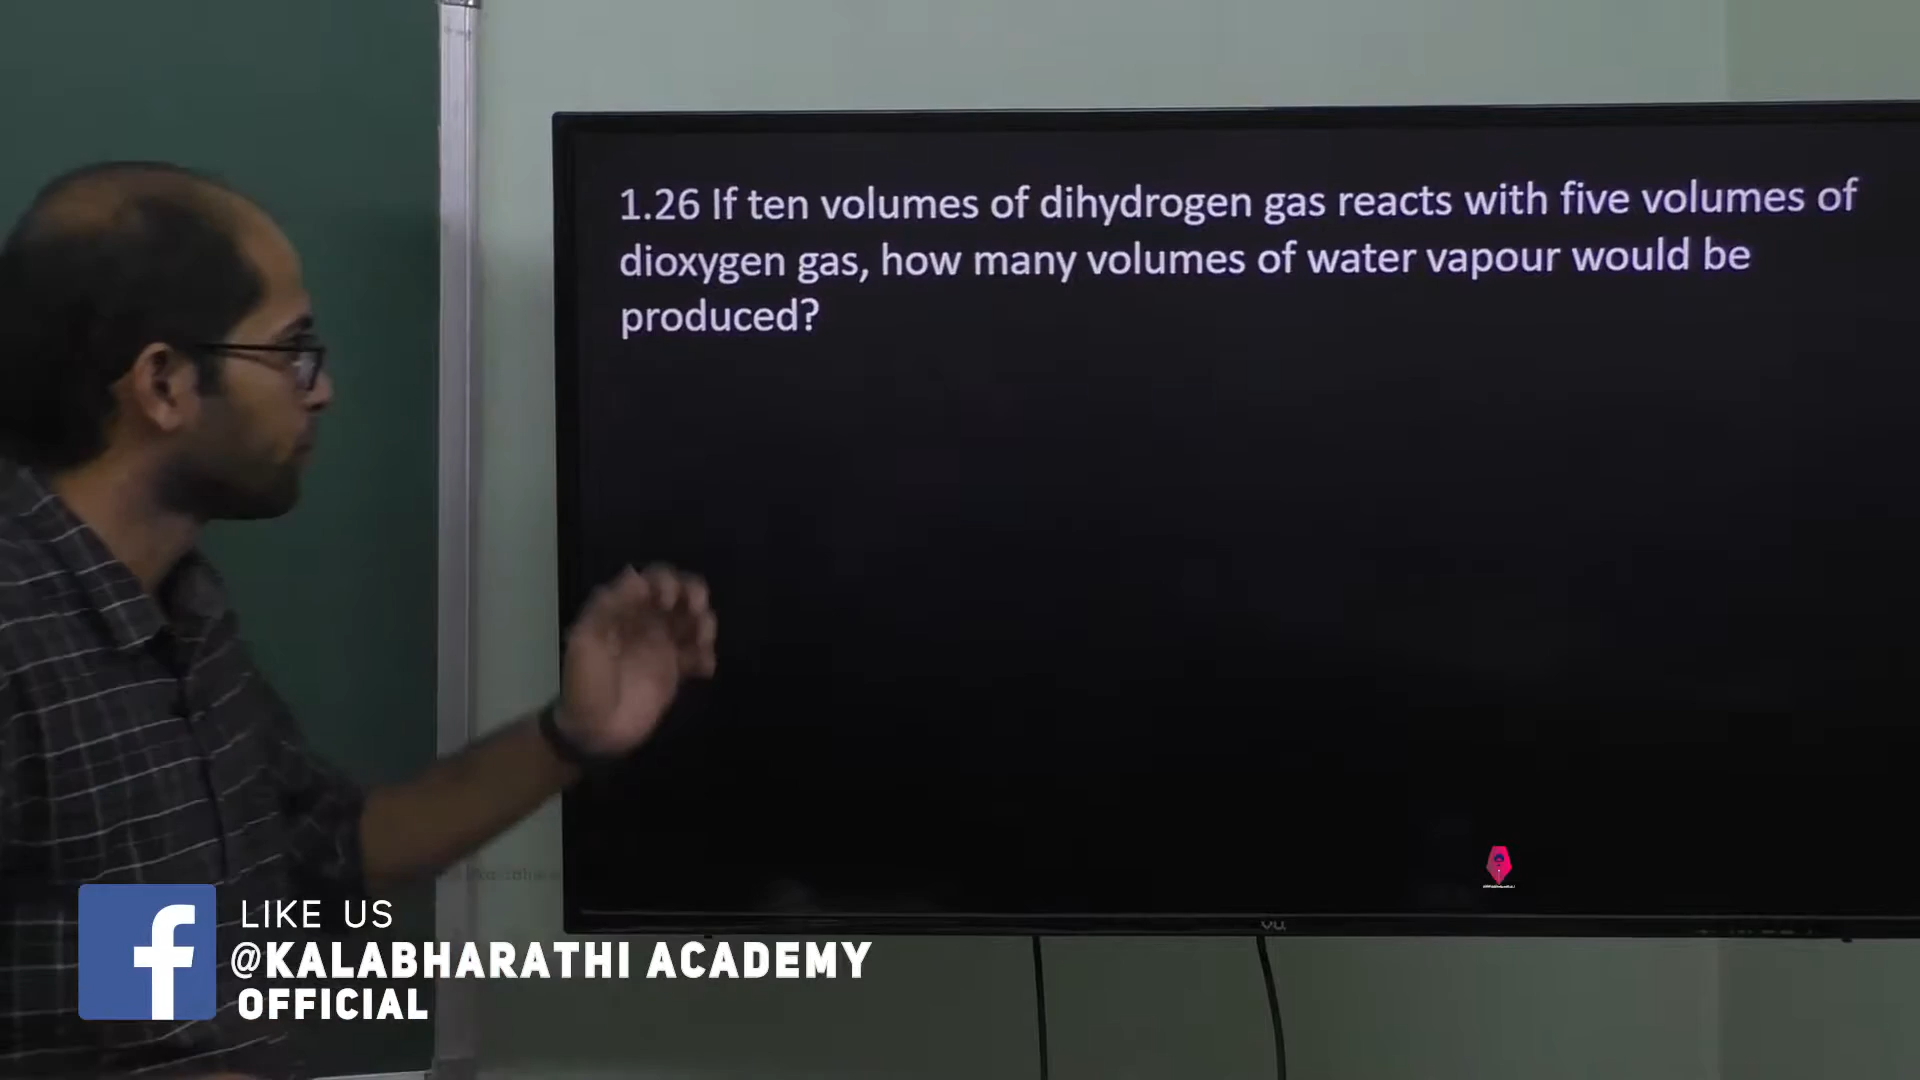 1.26 If ten volumes of dihydrogen gas reacts with five volumes of
dioxygen gas, how many volumes of water vapour would be
produced?
VU
f LIKE US
@KALABHARATHI ACADEMY
OFFICIAL